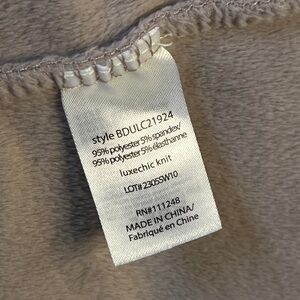 style BDULC21924
95% polyester 5% spandex/
95% polyester 5% élasthanne
luxechic knit
LOT# 2305SW10
RN#111248
MADE IN CHINA/
Fabriqué en Chine